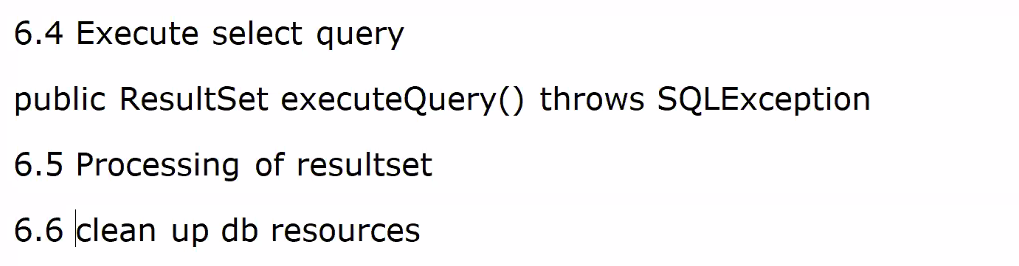 6.4 Execute select query
public ResultSet executeQuery() throws SQLException
6.5 Processing of resultset
6.6 clean up db resources